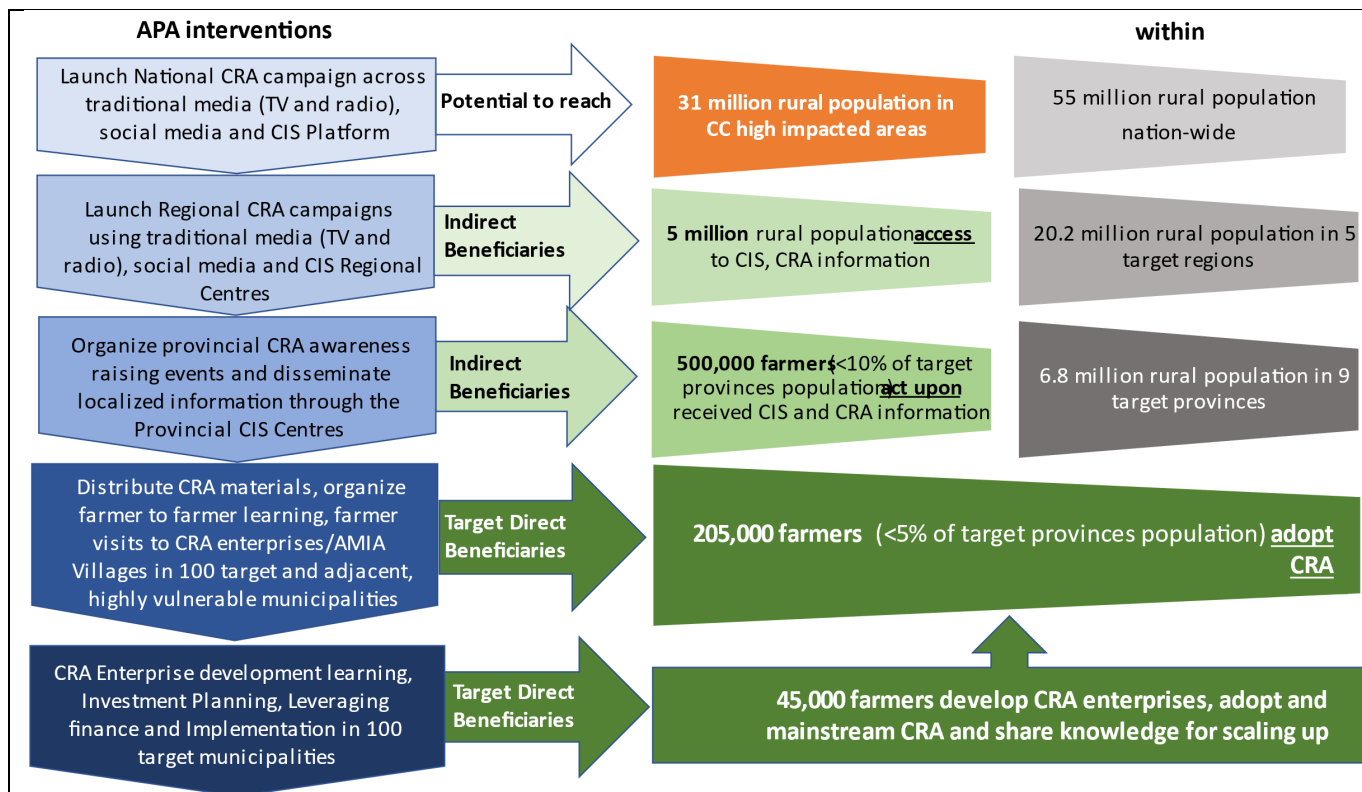 APA interventions
within
Launch National CRA campaign across
traditional media (TV and radio),
social media and CIS Platform
Potential to reach
31 million rural population in
CC high impacted areas
55 million rural population
nation-wide
Launch Regional CRA campaigns
using traditional media (TV and
radio), social media and CIS Regional
Centres
Indirect
Beneficiaries
5 million rural population access
to CIS, CRA information
20.2 million rural population in 5
target regions
Organize provincial CRA awareness
raising events and disseminate
localized information through the
Provincial CIS Centres
Indirect
Beneficiaries
500,000 farmers (<10% of target
provinces population) act upon
received CIS and CRA information
6.8 million rural population in 9
target provinces
Distribute CRA materials, organize
farmer to farmer learning, farmer
visits to CRA enterprises/AMIA
Villages in 100 target and adjacent,
highly vulnerable municipalities
Target Direct
Beneficiaries
205,000 farmers (<5% of target provinces population) adopt
CRA
CRA Enterprise development learning,
Investment Planning, Leveraging
finance and Implementation in 100
target municipalities
Target Direct
Beneficiaries
45,000 farmers develop CRA enterprises, adopt and
mainstream CRA and share knowledge for scaling up